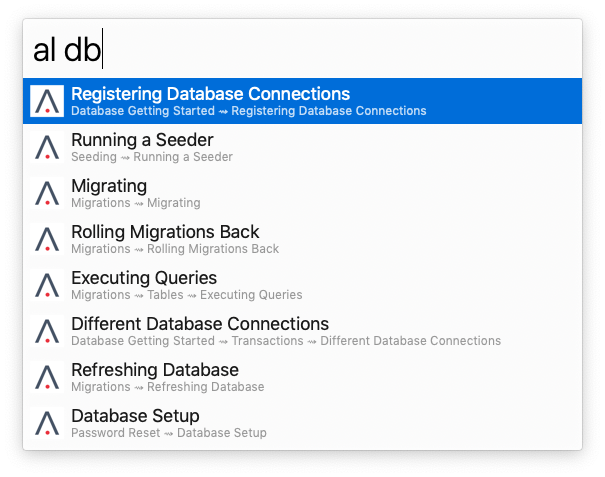 al db
Registering Database Connections
Database Getting Started ⇝ Registering Database Connections
Running a Seeder
Seeding ⇝ Running a Seeder
Migrating
Migrations ⇝ Migrating
Rolling Migrations Back
Migrations ⇝ Rolling Migrations Back
Executing Queries
Migrations ⇝ Tables ⇝ Executing Queries
Different Database Connections
Database Getting Started ⇝ Transactions ⇝ Different Database Connections
Refreshing Database
Migrations ⇝ Refreshing Database
Database Setup
Password Reset ⇝ Database Setup